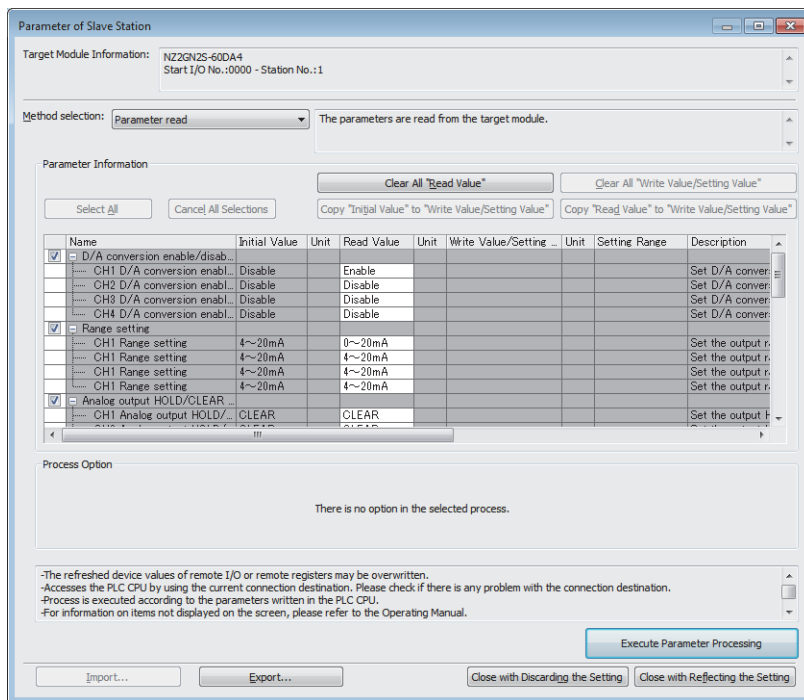 Parameter of Slave Station
Target Module Information:
NZ2GN2S-60DA4
Start I/O No.:0000 - Station No.:1
Method selection: Parameter read
The parameters are read from the target module.
Parameter Information
Clear All "Read Value" Clear All "Write Value/Setting Value"
Select All Cancel All Selections Copy "Initial Value" to "Write Value/Setting Value" Copy "Read Value" to "Write Value/Setting Value"
Name Initial Value Unit Read Value Unit Write Value/Setting ... Unit Setting Range Description
D/A conversion enable/disab...
CH1 D/A conversion enabl... Disable Enable Set D/A conver
CH2 D/A conversion enabl... Disable Disable Set D/A conver
CH3 D/A conversion enabl... Disable Disable Set D/A conver
CH4 D/A conversion enabl... Disable Disable Set D/A conver
Range setting
CH1 Range setting 4～20mA 0～20mA Set the output r
CH1 Range setting 4～20mA 4～20mA Set the output r
CH1 Range setting 4～20mA 4～20mA Set the output r
CH1 Range setting 4～20mA 4～20mA Set the output r
Analog output HOLD/CLEAR ...
CH1 Analog output HOLD/... CLEAR CLEAR Set the output H
Process Option
There is no option in the selected process.
-The refreshed device values of remote I/O or remote registers may be overwritten.
-Accesses the PLC CPU by using the current connection destination. Please check if there is any problem with the connection destination.
-Process is executed according to the parameters written in the PLC CPU.
-For information on items not displayed on the screen, please refer to the Operating Manual.
Execute Parameter Processing
Import... Export... Close with Discarding the Setting Close with Reflecting the Setting